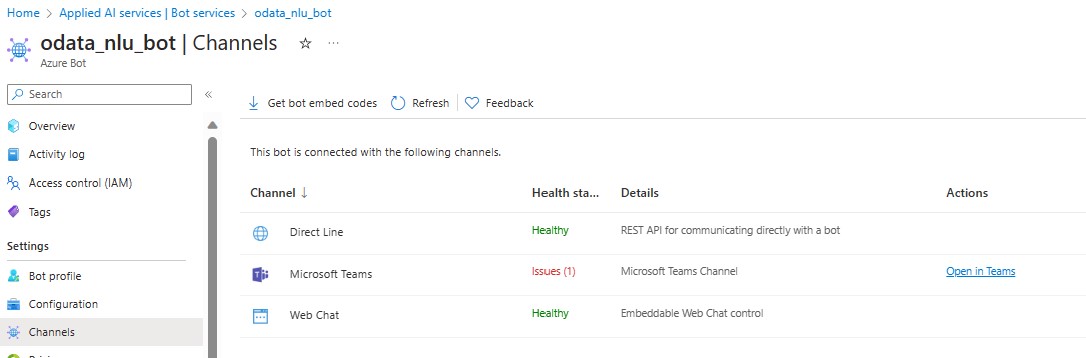 Home > Applied AI services | Bot services > odata_nlu_bot
odata_nlu_bot | Channels ☆ ···
Azure Bot
Search «
Get bot embed codes Refresh Feedback
Overview
Activity log
Access control (IAM)
Tags
Settings
Bot profile
Configuration
Channels
This bot is connected with the following channels.
Channel ↓ Health sta... Details Actions
Direct Line Healthy REST API for communicating directly with a bot
Microsoft Teams Issues (1) Microsoft Teams Channel Open in Teams
Web Chat Healthy Embeddable Web Chat control